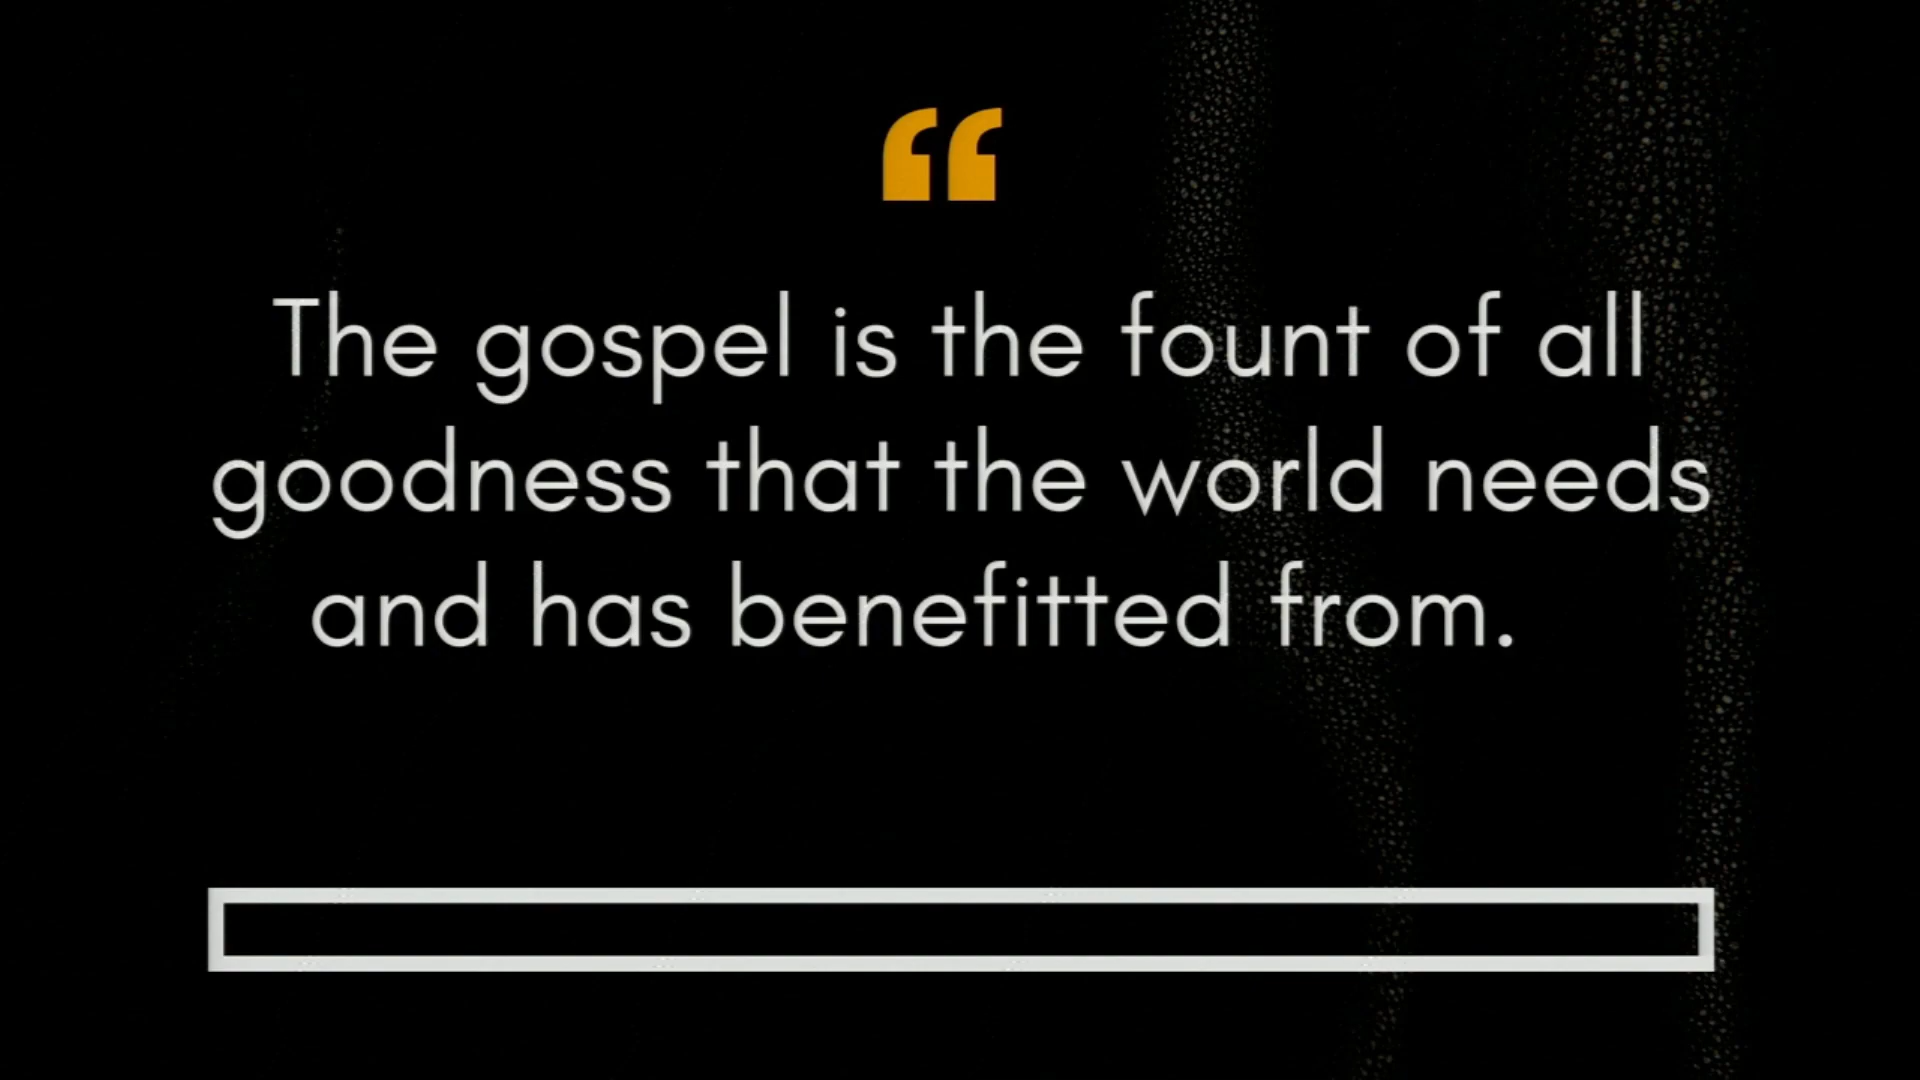 “
The gospel is the fount of all
goodness that the world needs
and has benefitted from.